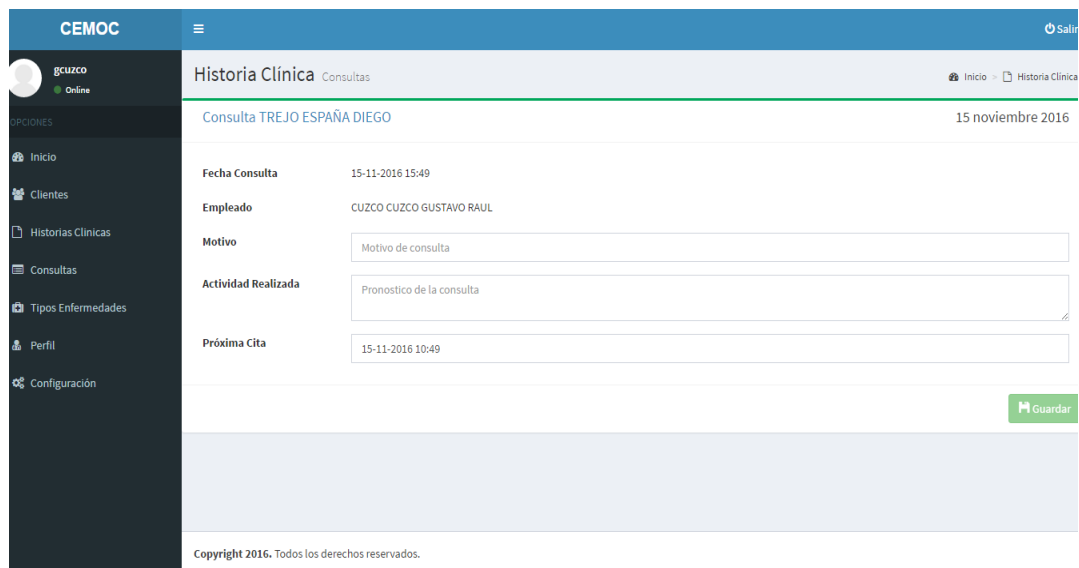 CEMOC
Salir
gcuzco
Online
Historia Clínica Consultas
Inicio > Historia Clínica
OPCIONES
Inicio
Clientes
Historias Clinicas
Consultas
Tipos Enfermedades
Perfil
Configuración
Consulta TREJO ESPAÑA DIEGO
15 noviembre 2016
Fecha Consulta 15-11-2016 15:49
Empleado CUZCO CUZCO GUSTAVO RAUL
Motivo Motivo de consulta
Actividad Realizada Pronostico de la consulta
Próxima Cita 15-11-2016 10:49
Guardar
Copyright 2016. Todos los derechos reservados.